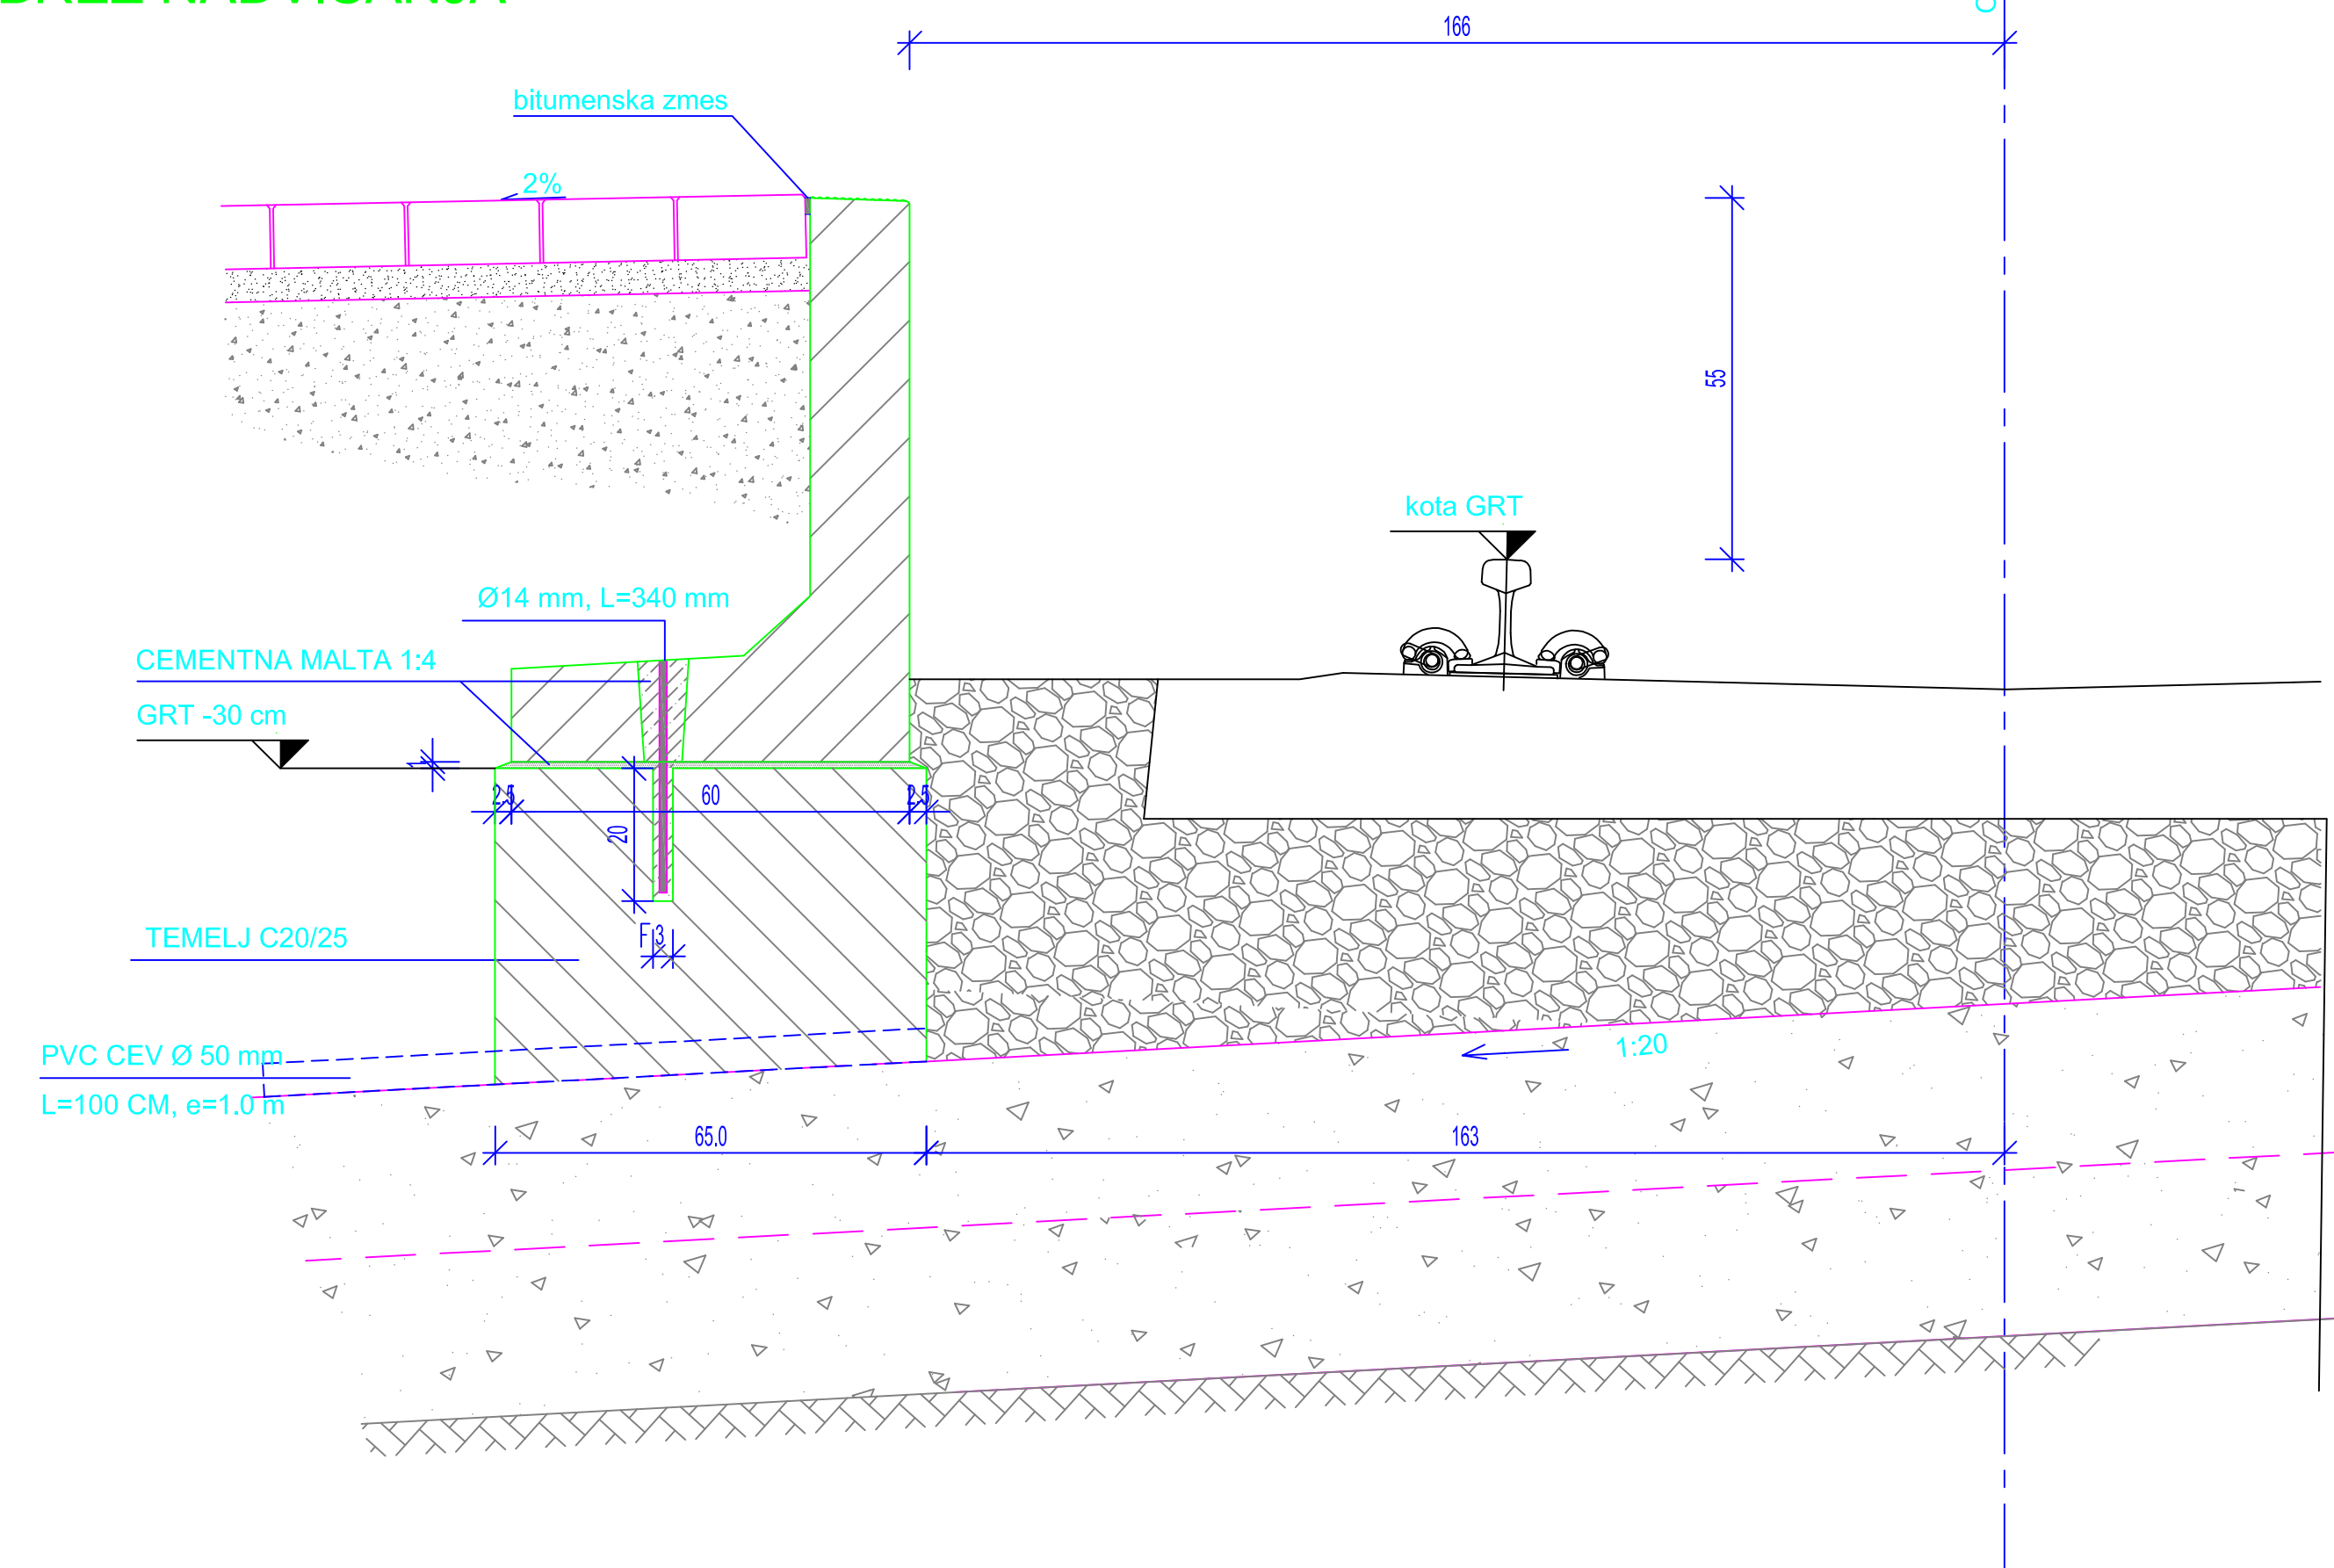 166
bitumenska zmes
2%
55
kota GRT
Ø14 mm, L=340 mm
CEMENTNA MALTA 1:4
GRT -30 cm
1
2.5
60
2.5
20
F 3
TEMELJ C20/25
PVC CEV Ø 50 mm
L=100 CM, e=1.0 m
1:20
65.0
163